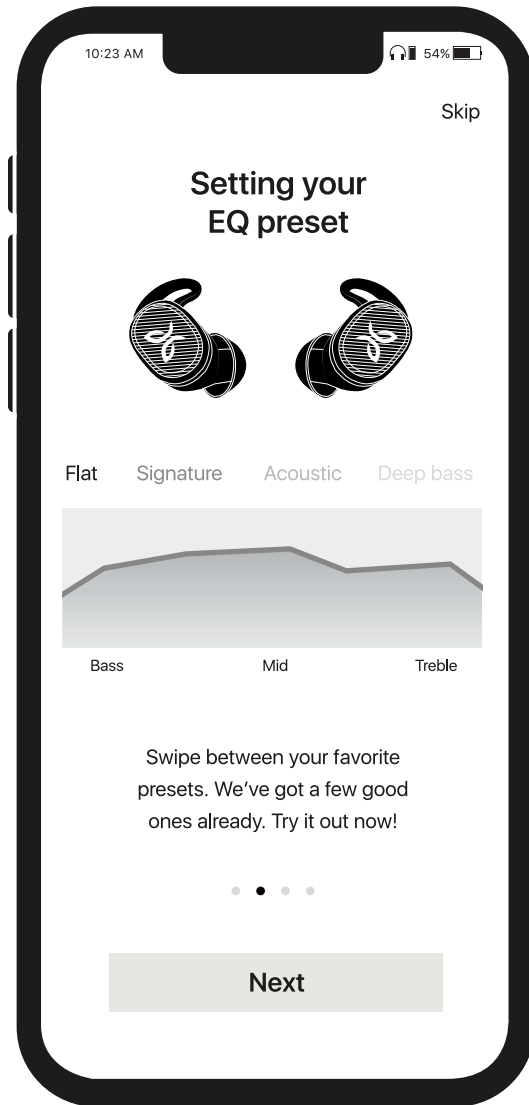 10:23 AM
54%
Skip
Setting your
EQ preset
Flat Signature Acoustic Deep bass
Bass Mid Treble
Swipe between your favorite
presets. We’ve got a few good
ones already. Try it out now!
Next